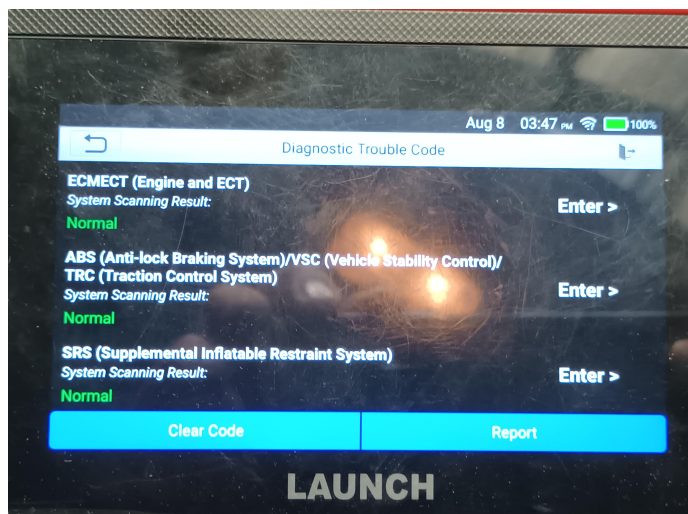 Aug 8 03:47 PM 100%
Diagnostic Trouble Code
ECMECT (Engine and ECT)
System Scanning Result:
Enter >
Normal
ABS (Anti-lock Braking System)/VSC (Vehicle Stability Control)/
TRC (Traction Control System)
System Scanning Result:
Enter >
Normal
SRS (Supplemental Inflatable Restraint System)
System Scanning Result:
Enter >
Normal
Clear Code Report
LAUNCH